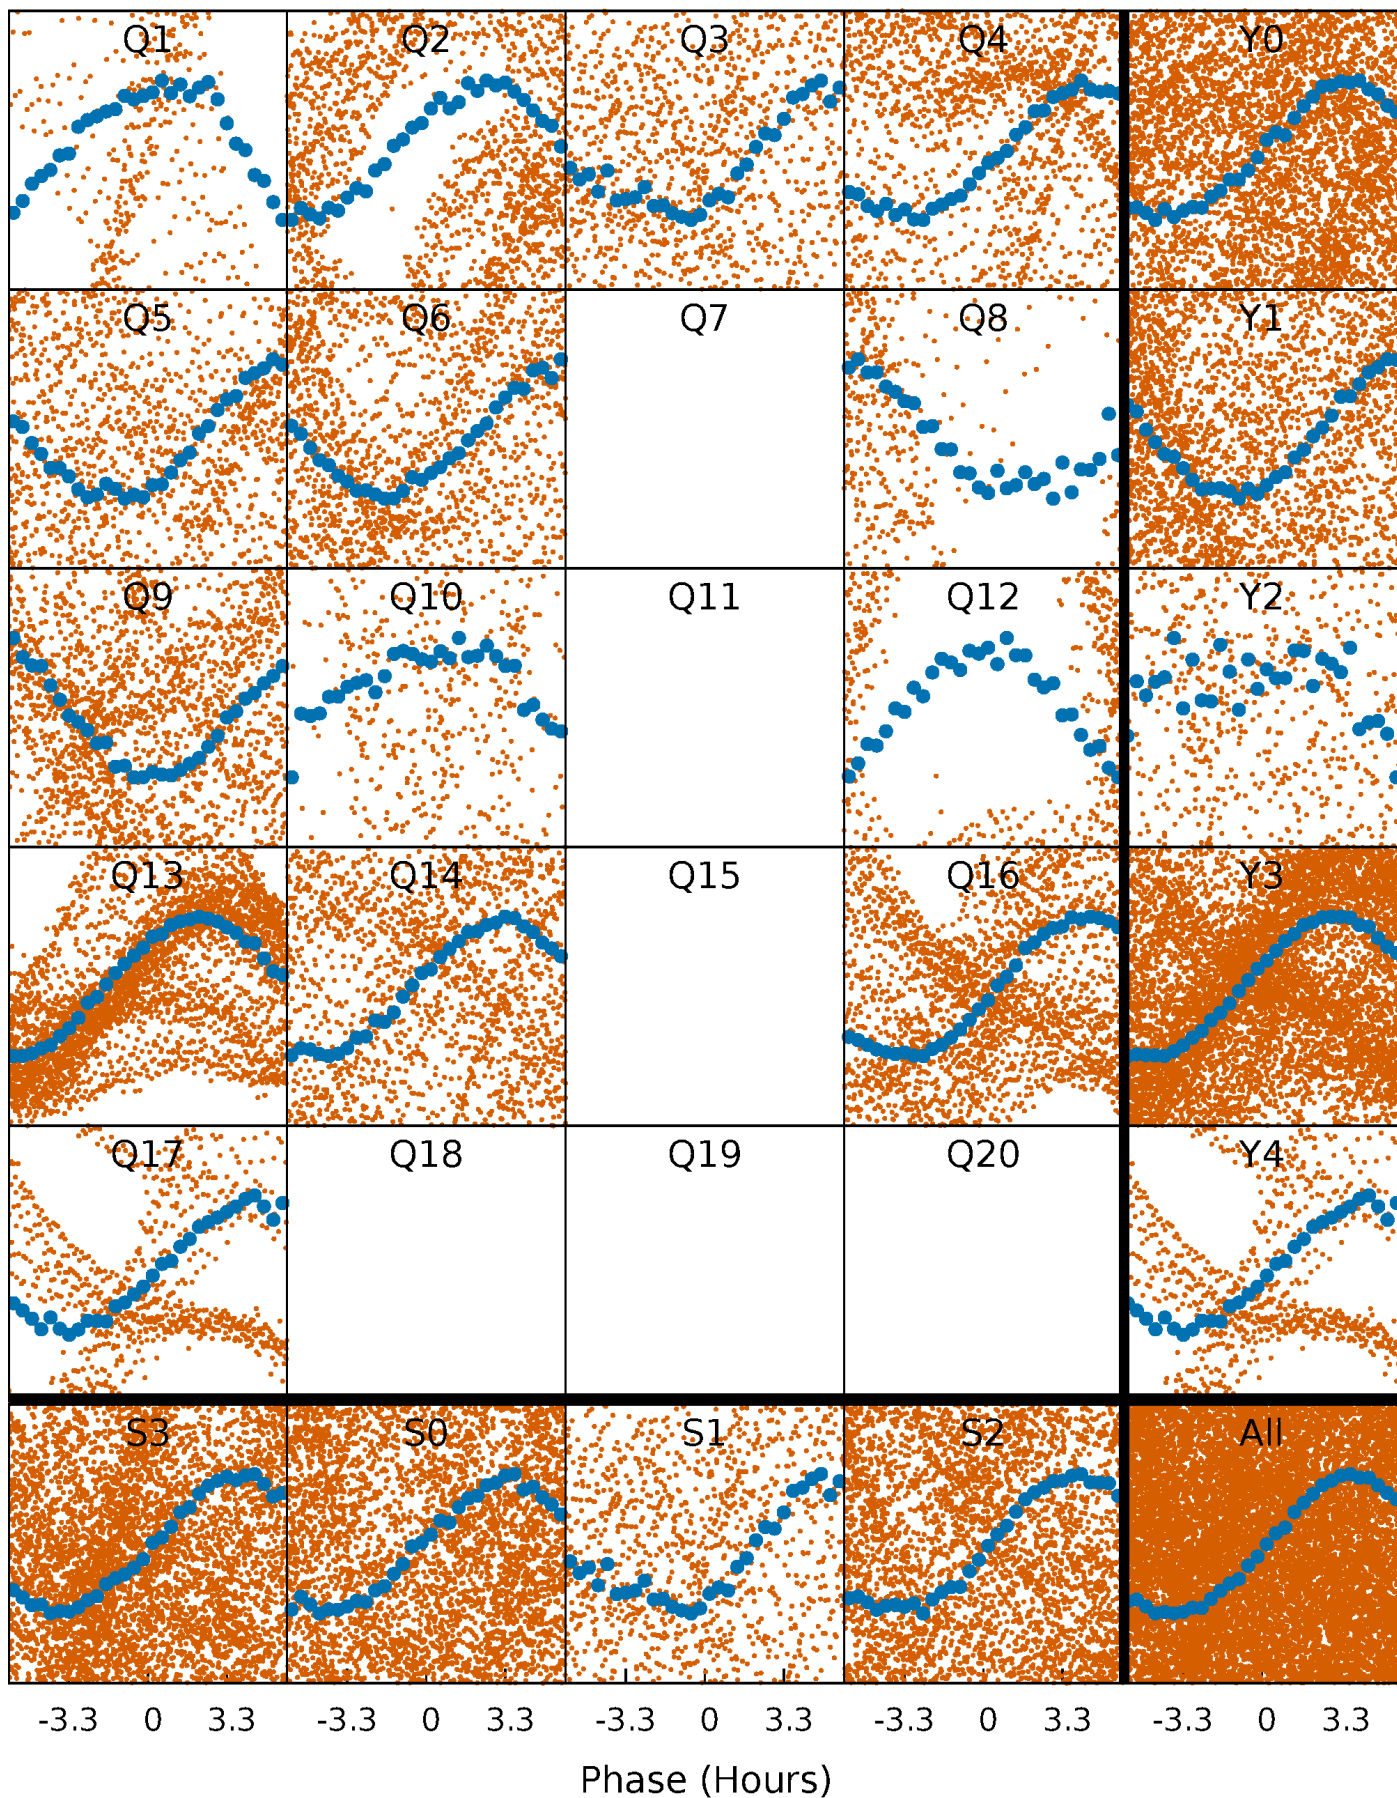 Q1 Q2 Q3 Q4 Y0
Q5 Q6 Q7 Q8 Y1
Q9 Q10 Q11 Q12 Y2
Q13 Q14 Q15 Q16 Y3
Q17 Q18 Q19 Q20 Y4
S3 S0 S1 S2 All
-3.3 0 3.3 -3.3 0 3.3 -3.3 0 3.3 -3.3 0 3.3 -3.3 0 3.3
Phase (Hours)